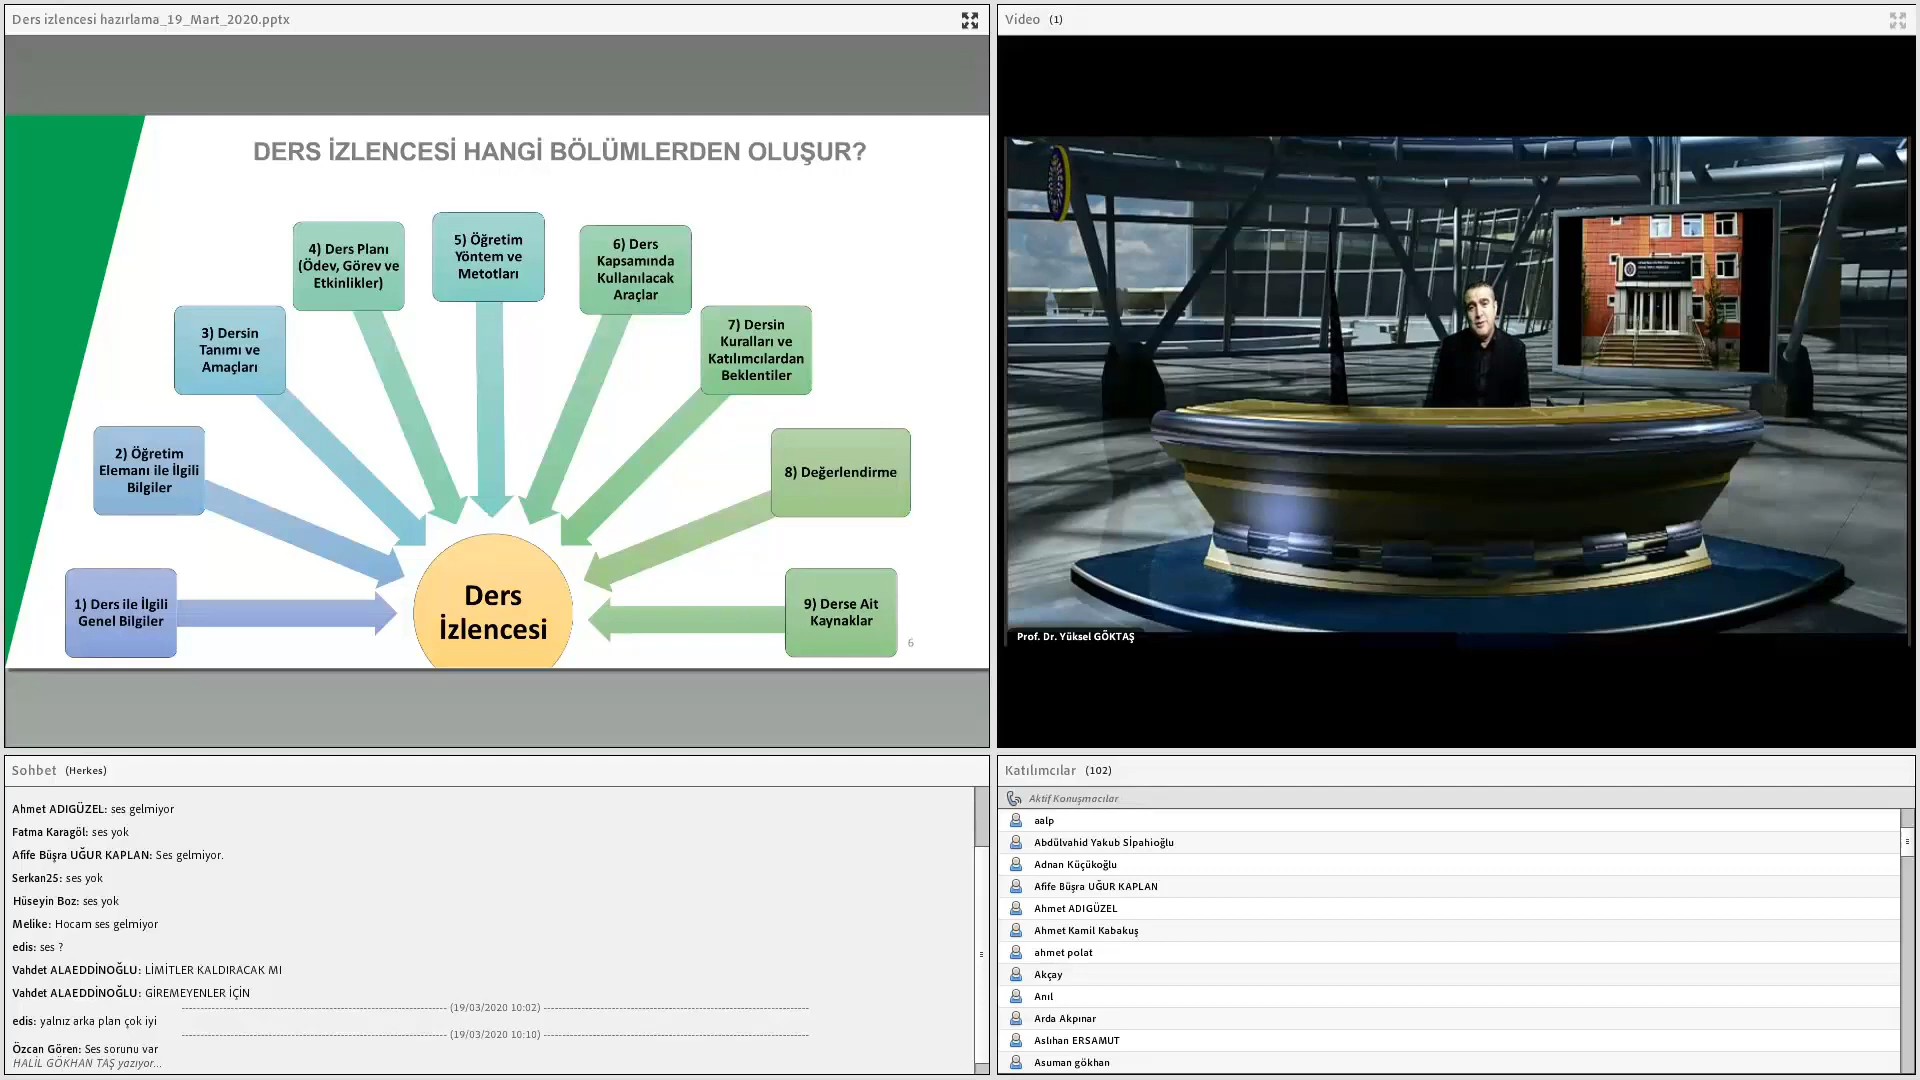 Ders izlencesi hazırlama_19_Mart_2020.pptx
DERS İZLENCESİ HANGİ BÖLÜMLERDEN OLUŞUR?
1) Ders ile İlgili
Genel Bilgiler
2) Öğretim
Elemanı ile İlgili
Bilgiler
3) Dersin
Tanımı ve
Amaçları
4) Ders Planı
(Ödev, Görev ve
Etkinlikler)
5) Öğretim
Yöntem ve
Metotları
6) Ders
Kapsamında
Kullanılacak
Araçlar
7) Dersin
Kuralları ve
Katılımcılardan
Beklentiler
8) Değerlendirme
9) Derse Ait
Kaynaklar
Ders
İzlencesi
6
Video (1)
Prof. Dr. Yüksel GÖKTAŞ
Sohbet (Herkes)
Ahmet ADIGÜZEL: ses gelmiyor
Fatma Karagöl: ses yok
Afife Büşra UĞUR KAPLAN: Ses gelmiyor.
Serkan25: ses yok
Hüseyin Boz: ses yok
Melike: Hocam ses gelmiyor
edis: ses ?
Vahdet ALAEDDİNOĞLU: LİMİTLER KALDIRACAK MI
Vahdet ALAEDDİNOĞLU: GİREMEYENLER İÇİN
(19/03/2020 10:02)
edis: yalnız arka plan çok iyi
(19/03/2020 10:10)
Özcan Gören: Ses sorunu var
HALİL GÖKHAN TAŞ yazıyor...
Katılımcılar (102)
Aktif Konuşmacılar
aalp
Abdülvahid Yakub Sİpahioğlu
Adnan Küçükoğlu
Afife Büşra UĞUR KAPLAN
Ahmet ADIGÜZEL
Ahmet Kamil Kabakuş
ahmet polat
Akçay
Anıl
Arda Akpınar
Aslıhan ERSAMUT
Asuman gökhan